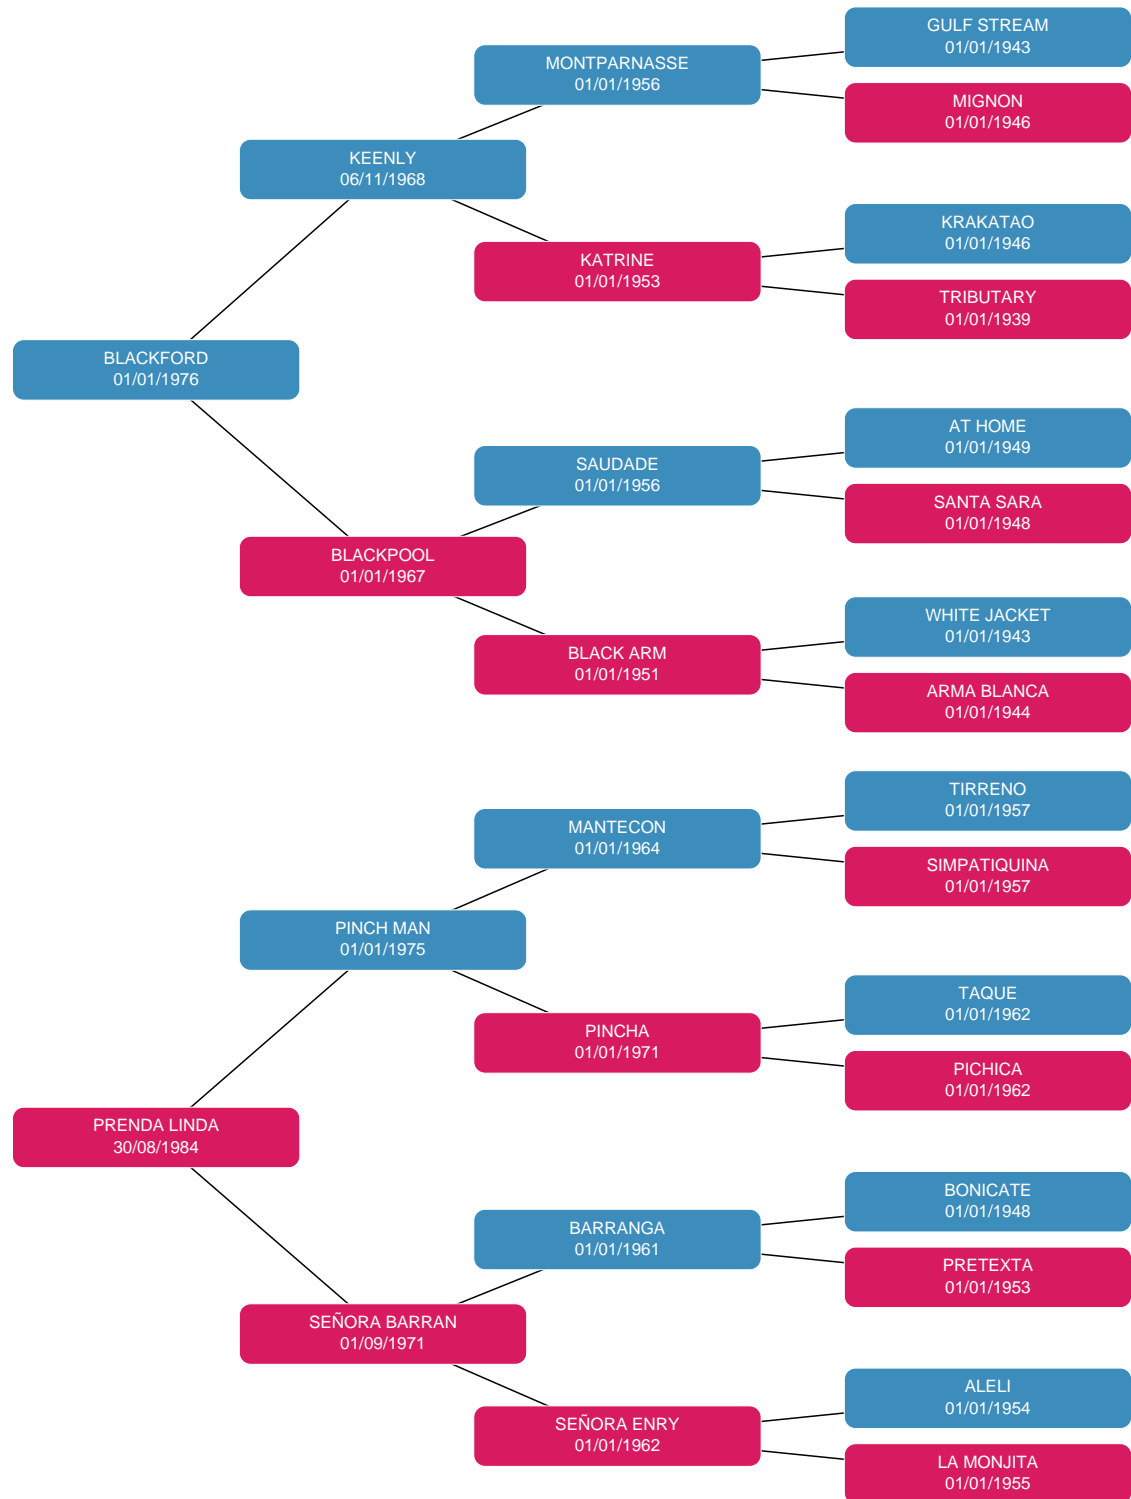 GULF STREAM
01/01/1943
MONTPARNASSE
01/01/1956
MIGNON
01/01/1946
KEENLY
06/11/1968
KRAKATAO
01/01/1946
KATRINE
01/01/1953
TRIBUTARY
01/01/1939
BLACKFORD
01/01/1976
AT HOME
01/01/1949
SAUDADE
01/01/1956
SANTA SARA
01/01/1948
BLACKPOOL
01/01/1967
WHITE JACKET
01/01/1943
BLACK ARM
01/01/1951
ARMA BLANCA
01/01/1944
TIRRENO
01/01/1957
MANTECON
01/01/1964
SIMPATIQUINA
01/01/1957
PINCH MAN
01/01/1975
TAQUE
01/01/1962
PINCHA
01/01/1971
PICHICA
01/01/1962
PRENDA LINDA
30/08/1984
BONICATE
01/01/1948
BARRANGA
01/01/1961
PRETEXTA
01/01/1953
SEÑORA BARRAN
01/09/1971
ALELI
01/01/1954
SEÑORA ENRY
01/01/1962
LA MONJITA
01/01/1955